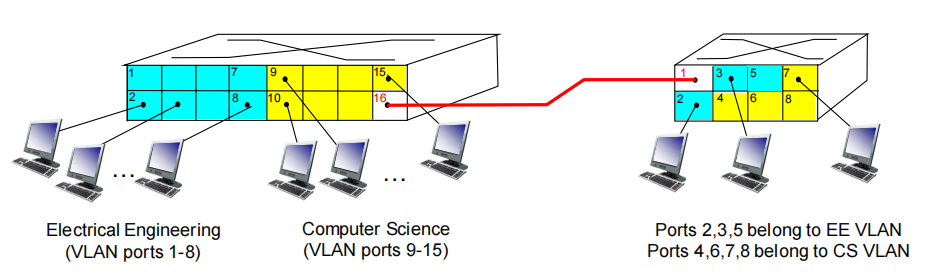 1 7 9 15
2 8 10 16
1 3 5 7
2 4 6 8
... ...
Electrical Engineering
(VLAN ports 1-8)
Computer Science
(VLAN ports 9-15)
Ports 2,3,5 belong to EE VLAN
Ports 4,6,7,8 belong to CS VLAN